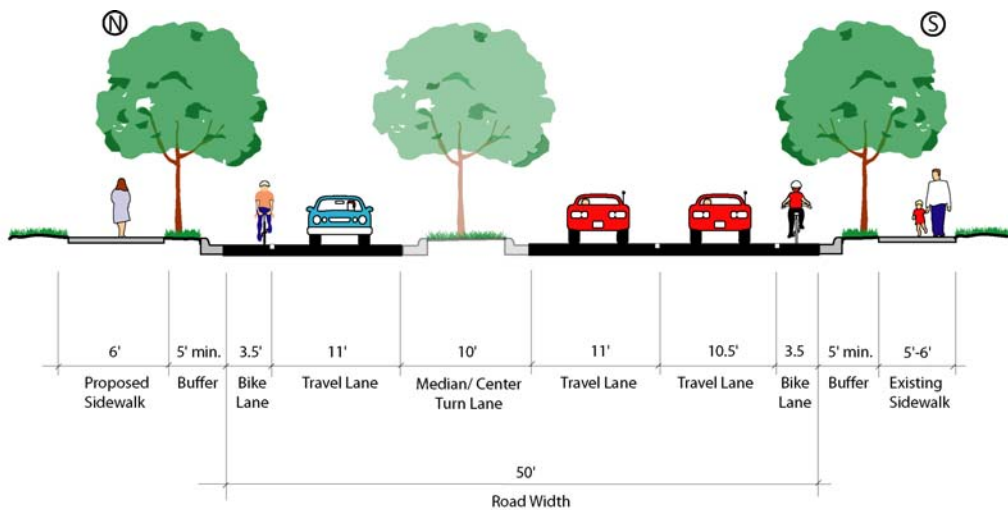 N
S
6'
5' min.
3.5'
11'
10'
11'
10.5'
3.5
5' min.
5'-6'
Proposed
Sidewalk
Buffer
Bike
Lane
Travel Lane
Median/ Center
Turn Lane
Travel Lane
Travel Lane
Bike
Lane
Buffer
Existing
Sidewalk
50'
Road Width